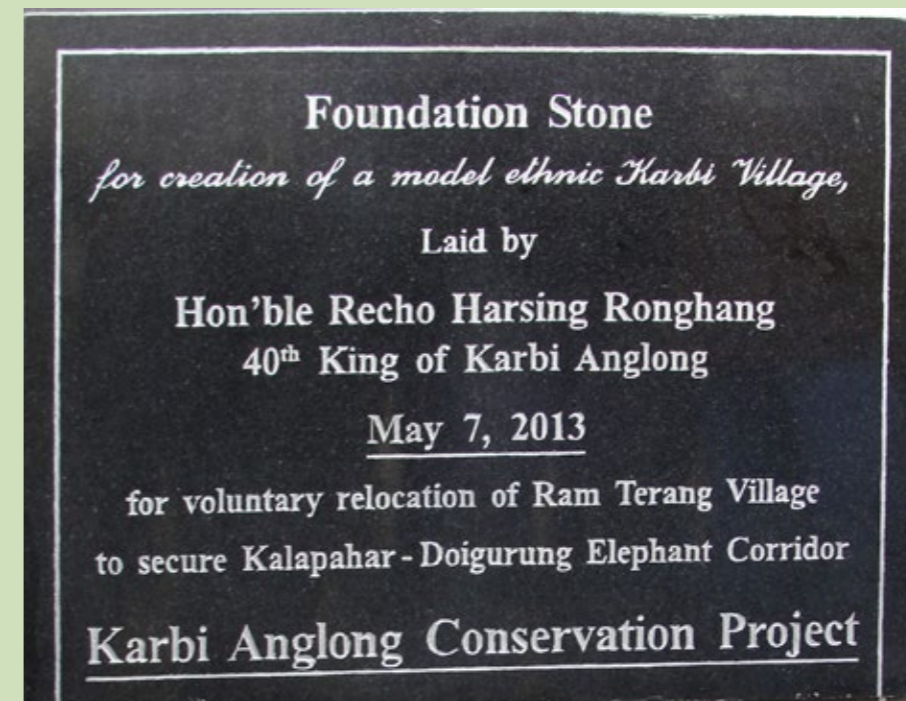 Foundation Stone
for creation of a model ethnic Karbi Village,
Laid by
Hon'ble Recho Harsing Ronghang
40th King of Karbi Anglong
May 7, 2013
for voluntary relocation of Ram Terang Village
to secure Kalapahar - Doigurung Elephant Corridor
Karbi Anglong Conservation Project